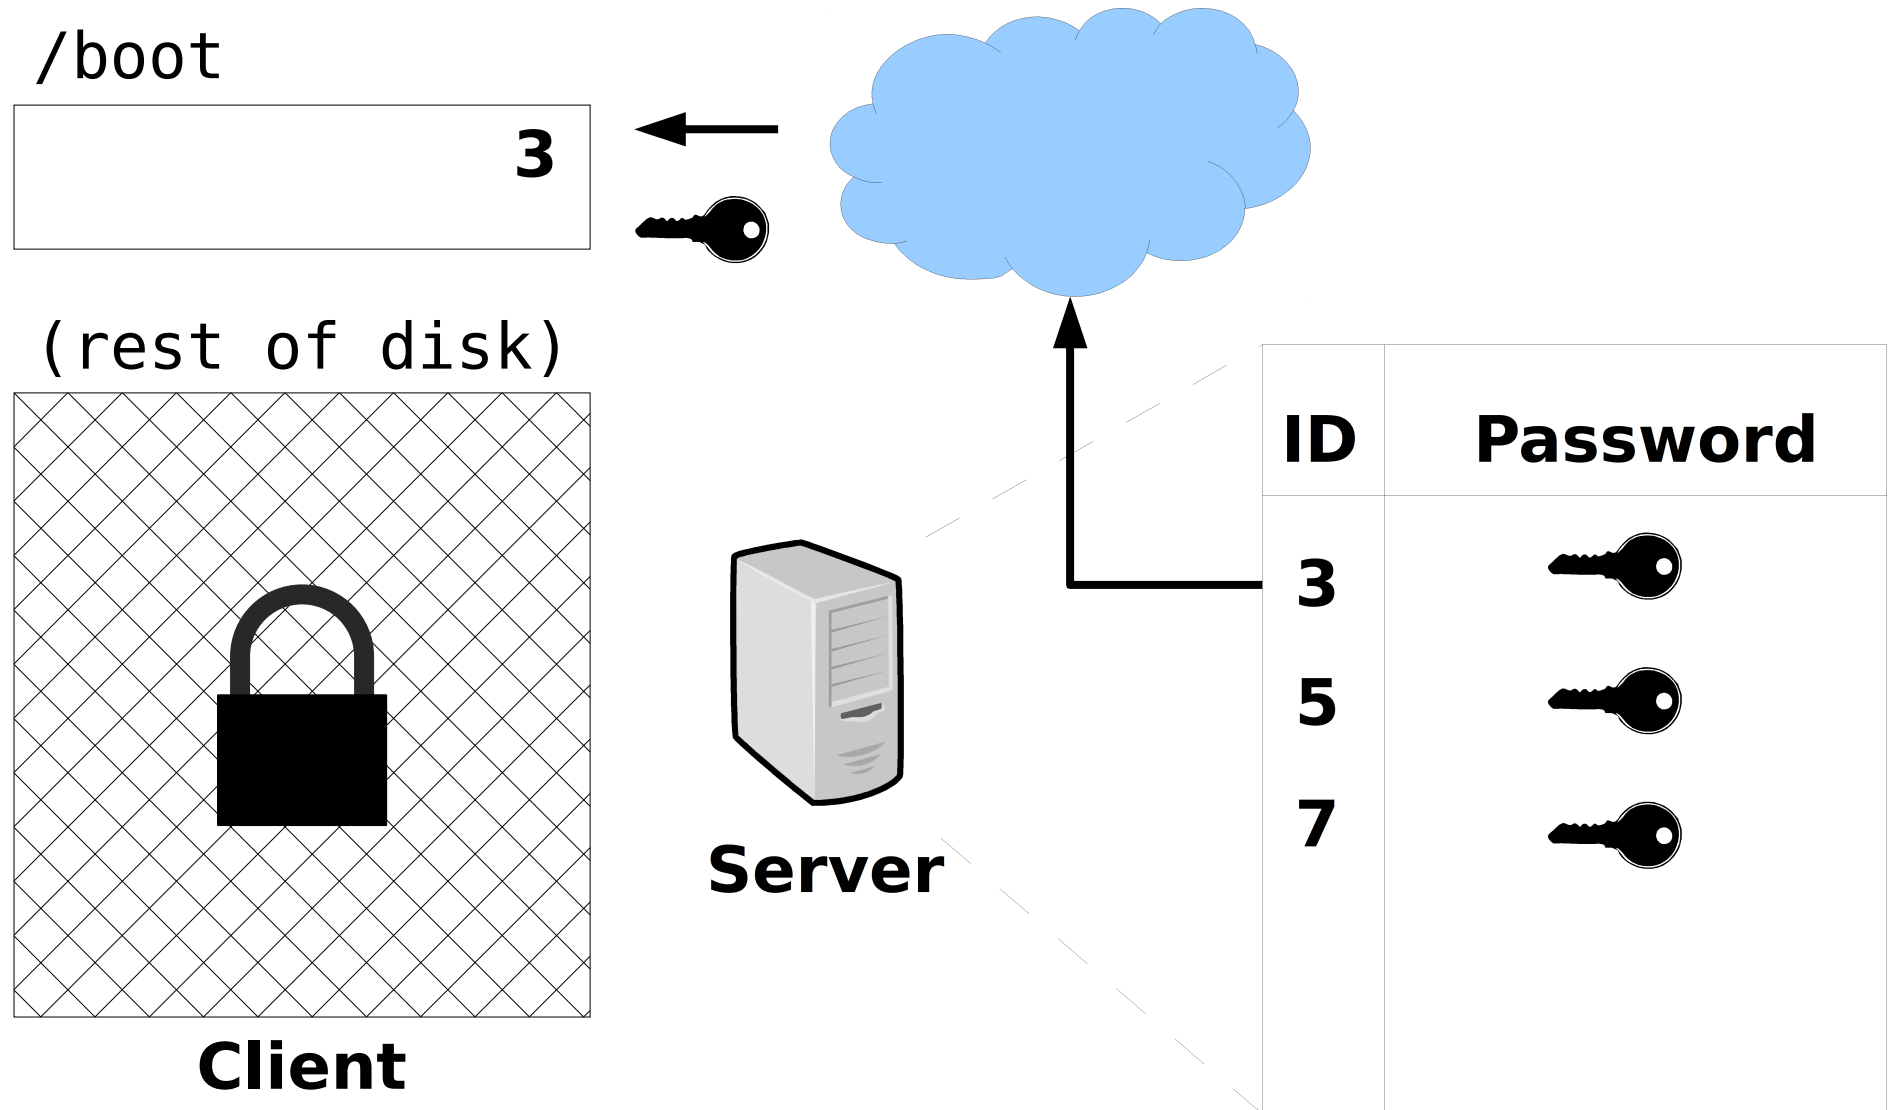 /boot
3
(rest of disk)
Client
Server
ID Password
3
5
7